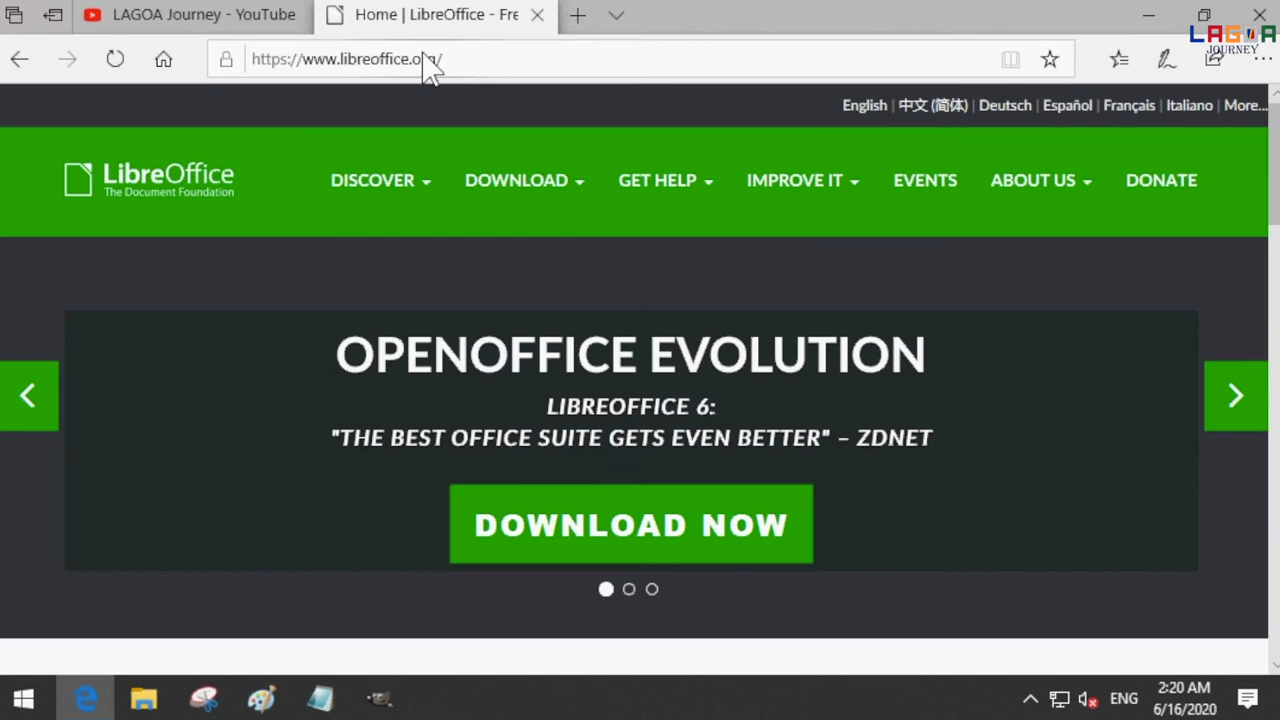 LAGOA Journey - YouTube
Home | LibreOffice - Fre
LAGOA
JOURNEY
https://www.libreoffice.org/
English | 中文 (简体) | Deutsch | Español | Français | Italiano | More...
LibreOffice
The Document Foundation
DISCOVER DOWNLOAD GET HELP IMPROVE IT EVENTS ABOUT US DONATE
OPENOFFICE EVOLUTION
LIBREOFFICE 6:
"THE BEST OFFICE SUITE GETS EVEN BETTER" – ZDNET
DOWNLOAD NOW
ENG
2:20 AM
6/16/2020